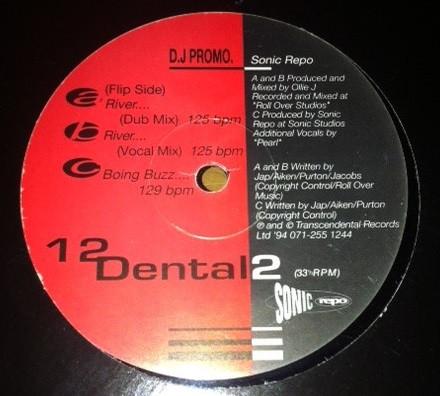 D.J PROMO.
(Flip Side)
a River....
(Dub Mix) 125 bpm
b River....
(Vocal Mix) 125 bpm
c Boing Buzz....
129 bpm
12 Dental 2
Sonic Repo
A and B Produced and
Mixed by Ollie J
Recorded and Mixed at
"Roll Over Studios"
C Produced by Sonic
Repo at Sonic Studios
Additional Vocals by
"Pearl"
A and B Written by
Jap/Aiken/Purton/Jacobs
(Copyright Control/Roll Over
Music)
C Written by Jap/Aiken/Purton
(Copyright Control)
℗ and © Transcendental Records
Ltd '94 071-255 1244
(33⅓RPM)
SONIC repo